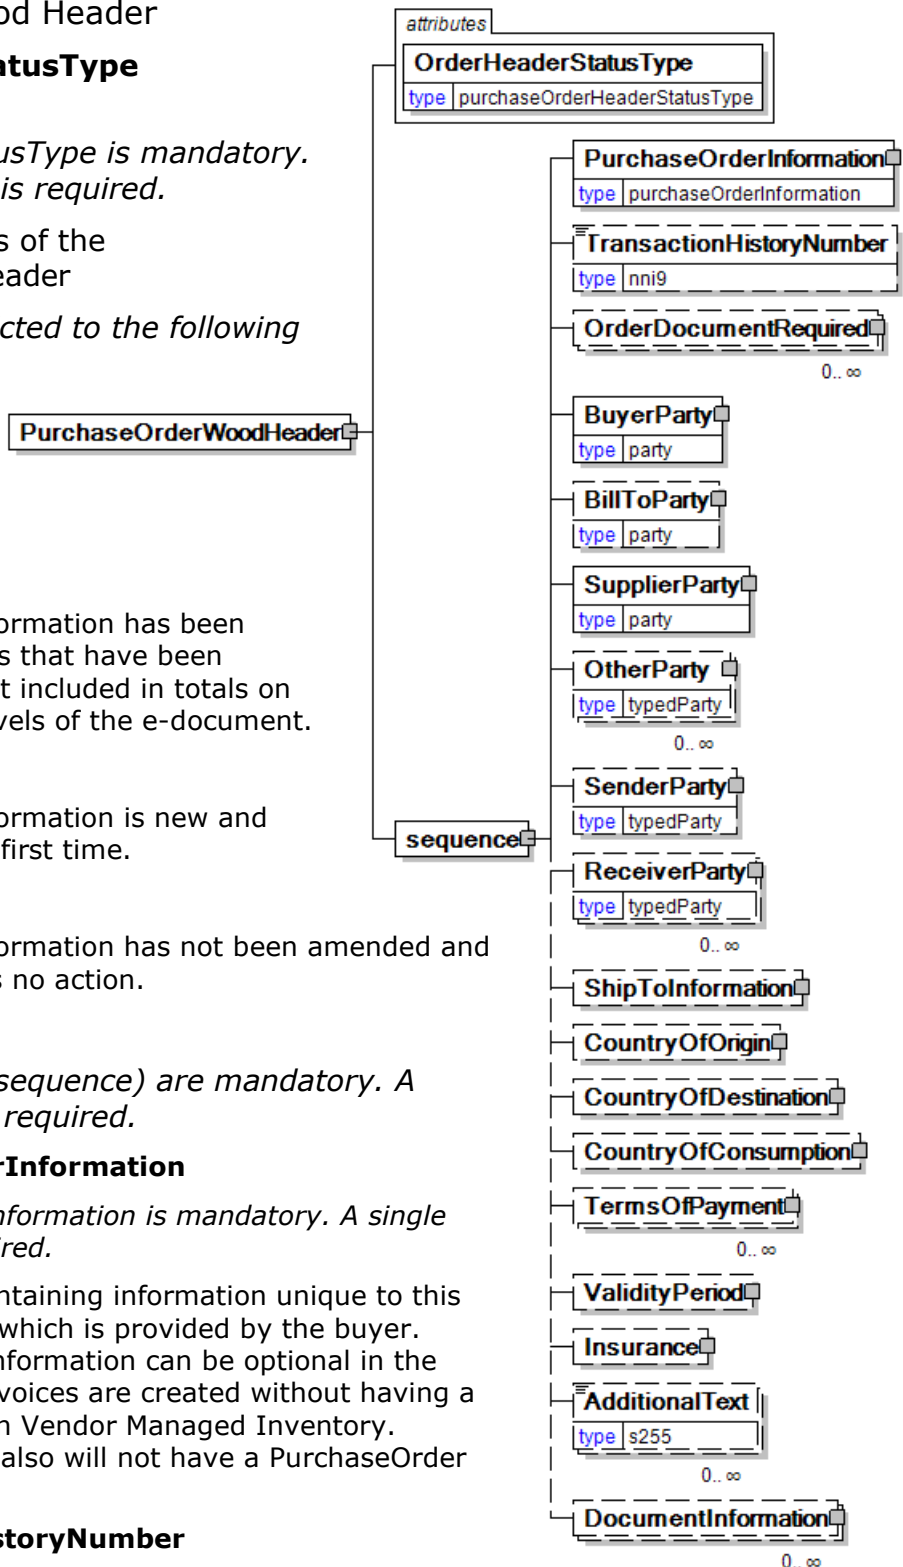 od Header
atusType
usType is mandatory.
is required.
s of the
eader
cted to the following
ormation has been
s that have been
t included in totals on
vels of the e-document.
ormation is new and
first time.
ormation has not been amended and
s no action.
sequence) are mandatory. A
required.
rInformation
nformation is mandatory. A single
ired.
ntaining information unique to this
which is provided by the buyer.
nformation can be optional in the
voices are created without having a
n Vendor Managed Inventory.
also will not have a PurchaseOrder
storyNumber
PurchaseOrderWoodHeader
attributes
OrderHeaderStatusType
type purchaseOrderHeaderStatusType
sequence
PurchaseOrderInformation
type purchaseOrderInformation
TransactionHistoryNumber
type nni9
OrderDocumentRequired
0.. ∞
BuyerParty
type party
BillToParty
type party
SupplierParty
type party
OtherParty
type typedParty
0.. ∞
SenderParty
type typedParty
ReceiverParty
type typedParty
0.. ∞
ShipToInformation
CountryOfOrigin
CountryOfDestination
CountryOfConsumption
TermsOfPayment
0.. ∞
ValidityPeriod
Insurance
AdditionalText
type s255
0.. ∞
DocumentInformation
0.. ∞